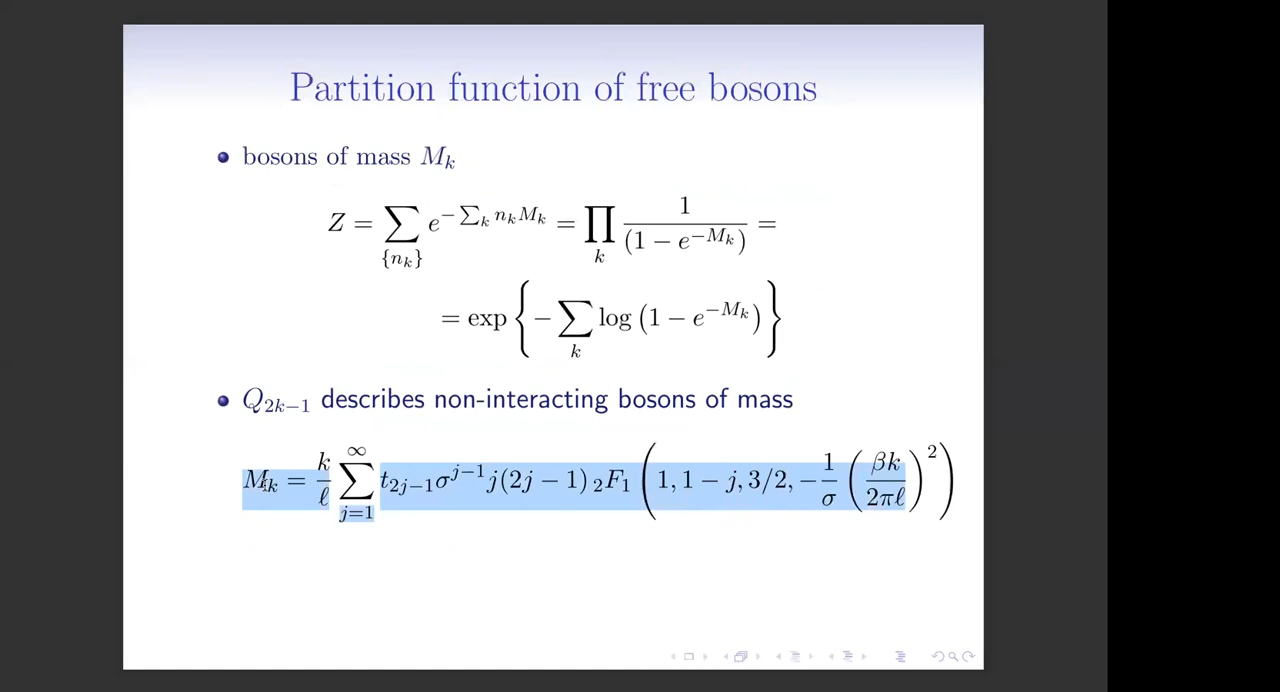 Partition function of free bosons
bosons of mass $M_k$
$Z = \sum_{\{n_k\}} e^{-\sum_k n_k M_k} = \prod_k \frac{1}{(1 - e^{-M_k})} =$
$= \exp\left\{-\sum_k \log\left(1 - e^{-M_k}\right)\right\}$
$Q_{2k-1}$ describes non-interacting bosons of mass
$M_k = \frac{k}{\ell} \sum_{j=1}^{\infty} t_{2j-1} \sigma^{j-1} j(2j-1) \, {}_2F_1\left(1, 1-j, 3/2, -\frac{1}{\sigma}\left(\frac{\beta k}{2\pi\ell}\right)^2\right)$